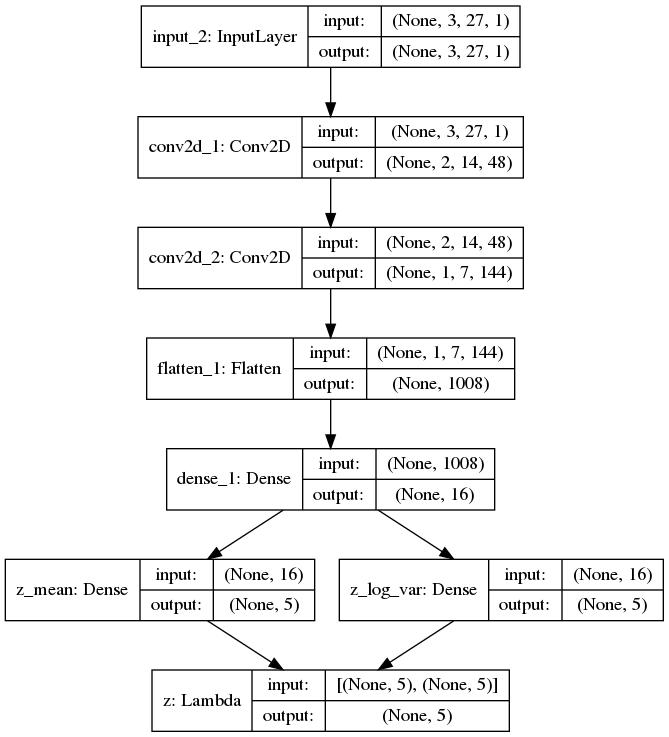 input_2: InputLayer
input: (None, 3, 27, 1)
output: (None, 3, 27, 1)
conv2d_1: Conv2D
input: (None, 3, 27, 1)
output: (None, 2, 14, 48)
conv2d_2: Conv2D
input: (None, 2, 14, 48)
output: (None, 1, 7, 144)
flatten_1: Flatten
input: (None, 1, 7, 144)
output: (None, 1008)
dense_1: Dense
input: (None, 1008)
output: (None, 16)
z_mean: Dense
input: (None, 16)
output: (None, 5)
z_log_var: Dense
input: (None, 16)
output: (None, 5)
z: Lambda
input: [(None, 5), (None, 5)]
output: (None, 5)